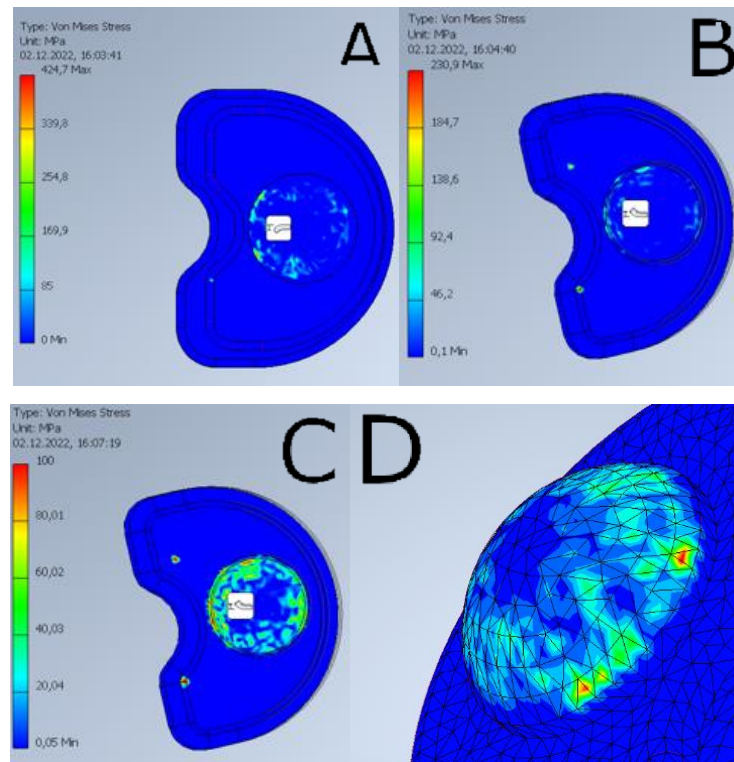 Type: Von Mises Stress
Unit: MPa
02.12.2022, 16:03:41
424,7 Max
339,8
254,8
169,9
85
0 Min
A
Type: Von Mises Stress
Unit: MPa
02.12.2022, 16:04:40
230,9 Max
184,7
138,6
92,4
46,2
0,1 Min
B
Type: Von Mises Stress
Unit: MPa
02.12.2022, 16:07:19
100
80,01
60,02
40,03
20,04
0,05 Min
C
D